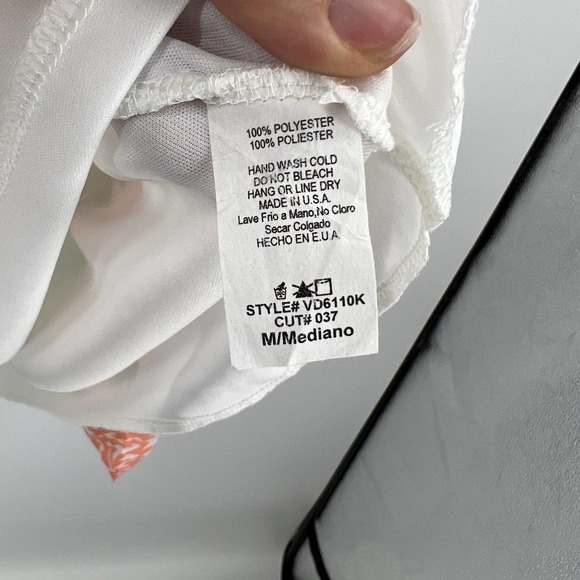 100% POLYESTER
100% POLIESTER
HAND WASH COLD
DO NOT BLEACH
HANG OR LINE DRY
MADE IN U.S.A.
Lave Frio a Mano,No Cloro
Secar Colgado
HECHO EN E.U.A.
STYLE# VD6110K
CUT# 037
M/Mediano